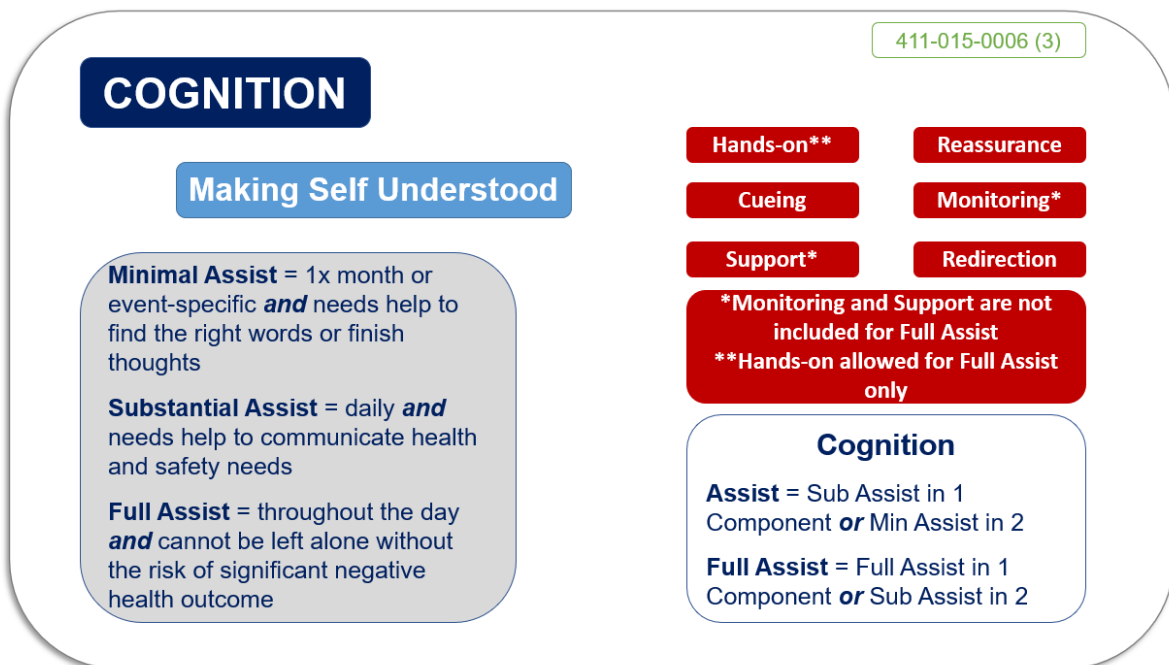 411-015-0006 (3)
COGNITION
Making Self Understood
Minimal Assist = 1x month or
event-specific and needs help to
find the right words or finish
thoughts
Substantial Assist = daily and
needs help to communicate health
and safety needs
Full Assist = throughout the day
and cannot be left alone without
the risk of significant negative
health outcome
Hands-on**
Reassurance
Cueing
Monitoring*
Support*
Redirection
*Monitoring and Support are not
included for Full Assist
**Hands-on allowed for Full Assist
only
Cognition
Assist = Sub Assist in 1
Component or Min Assist in 2
Full Assist = Full Assist in 1
Component or Sub Assist in 2